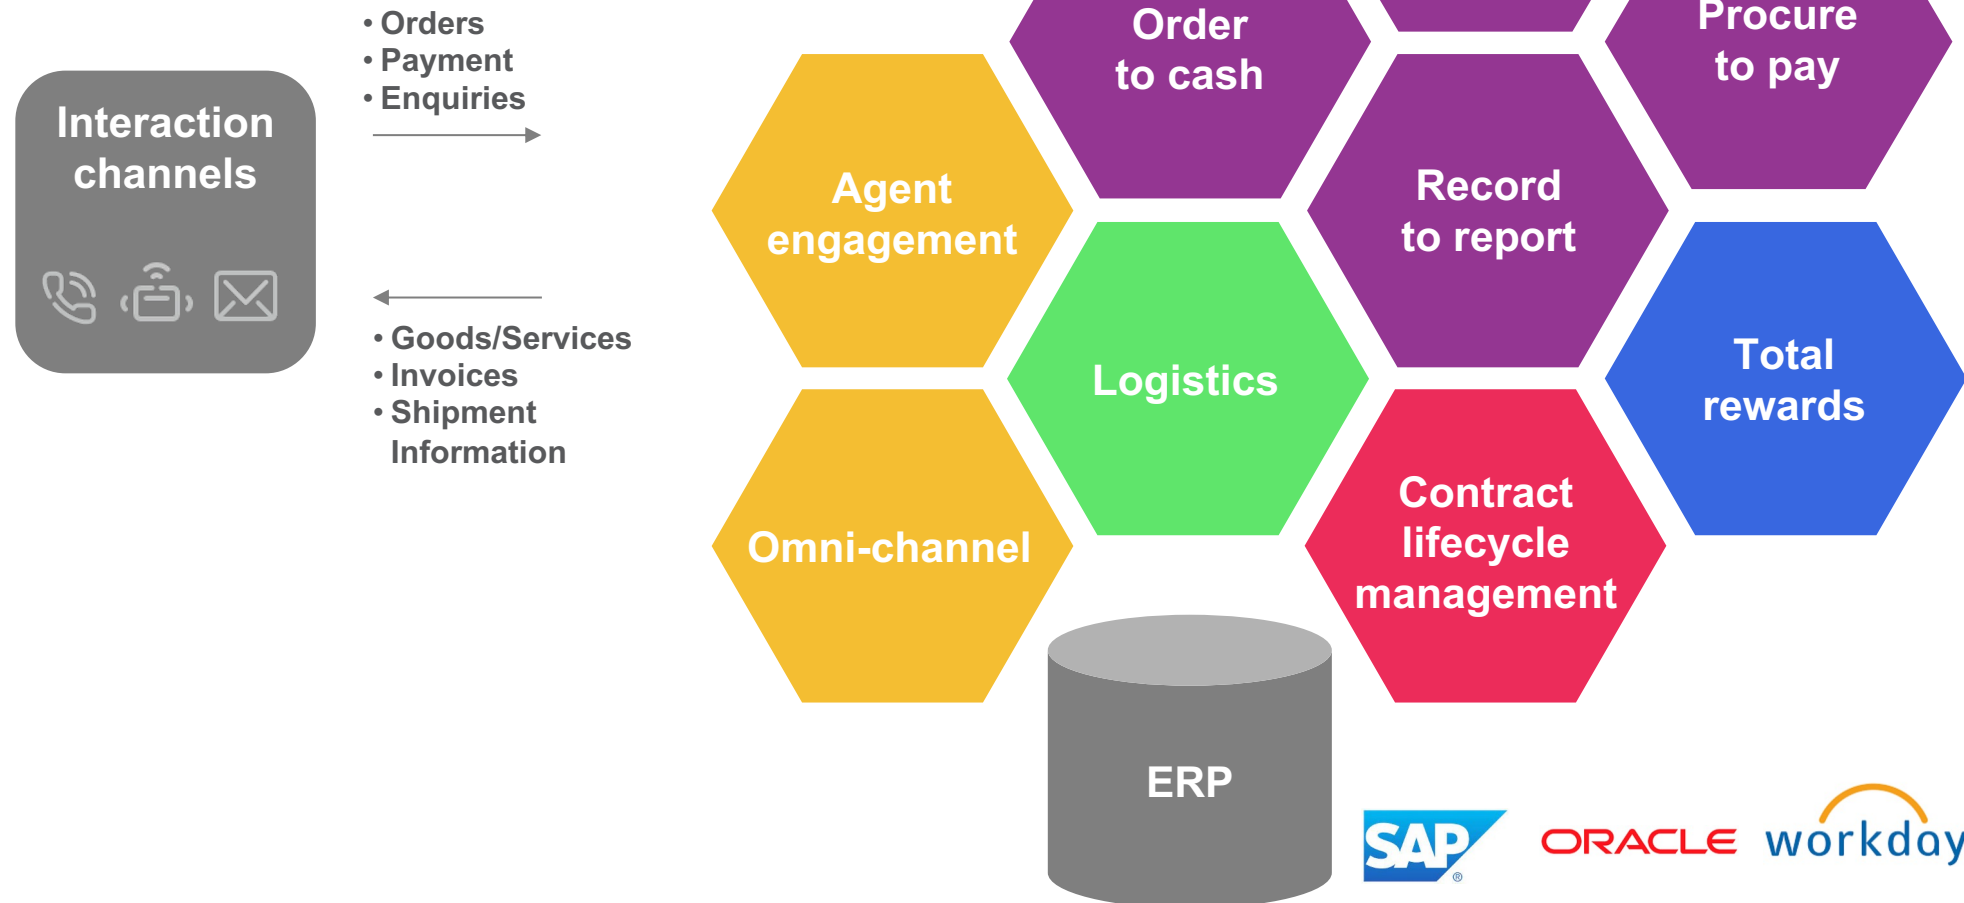 • Orders
• Payment
• Enquiries
Interaction
channels
• Goods/Services
• Invoices
• Shipment
Information
Order
to cash
Procure
to pay
Agent
engagement
Record
to report
Logistics
Total
rewards
Omni-channel
Contract
lifecycle
management
ERP
SAP ®
ORACLE
workday